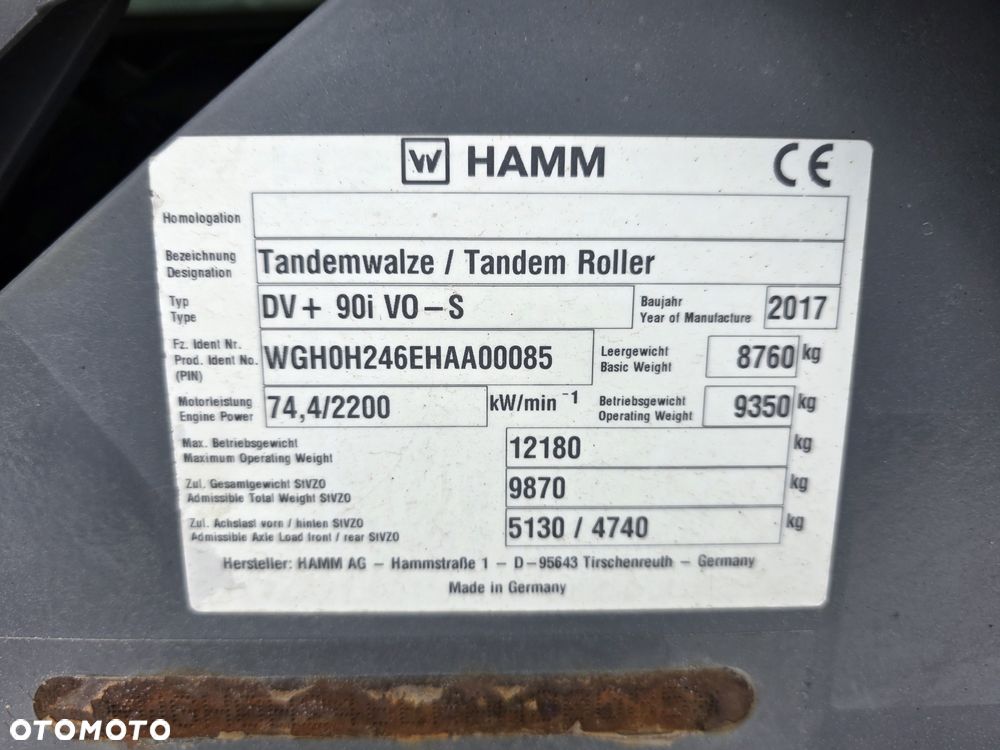 HAMM CE
Homologation
Bezeichnung
Designation
Tandemwalze / Tandem Roller
Typ
Type
DV+ 90i VO-S
Baujahr
Year of Manufacture
2017
Fz. Ident Nr.
Prod. Ident No.
(PIN)
WGH0H246EHAA00085
Leergewicht
Basic Weight
8760 kg
Motorleistung
Engine Power
74,4/2200 kW/min⁻¹
Betriebsgewicht
Operating Weight
9350 kg
Max. Betriebsgewicht
Maximum Operating Weight
12180 kg
Zul. Gesamtgewicht StVZO
Admissible Total Weight StVZO
9870 kg
Zul. Achslast vorn / hinten StVZO
Admissible Axle Load front / rear StVZO
5130 / 4740 kg
Hersteller: HAMM AG – Hammstraße 1 – D-95643 Tirschenreuth – Germany
Made in Germany
OTOMOTO